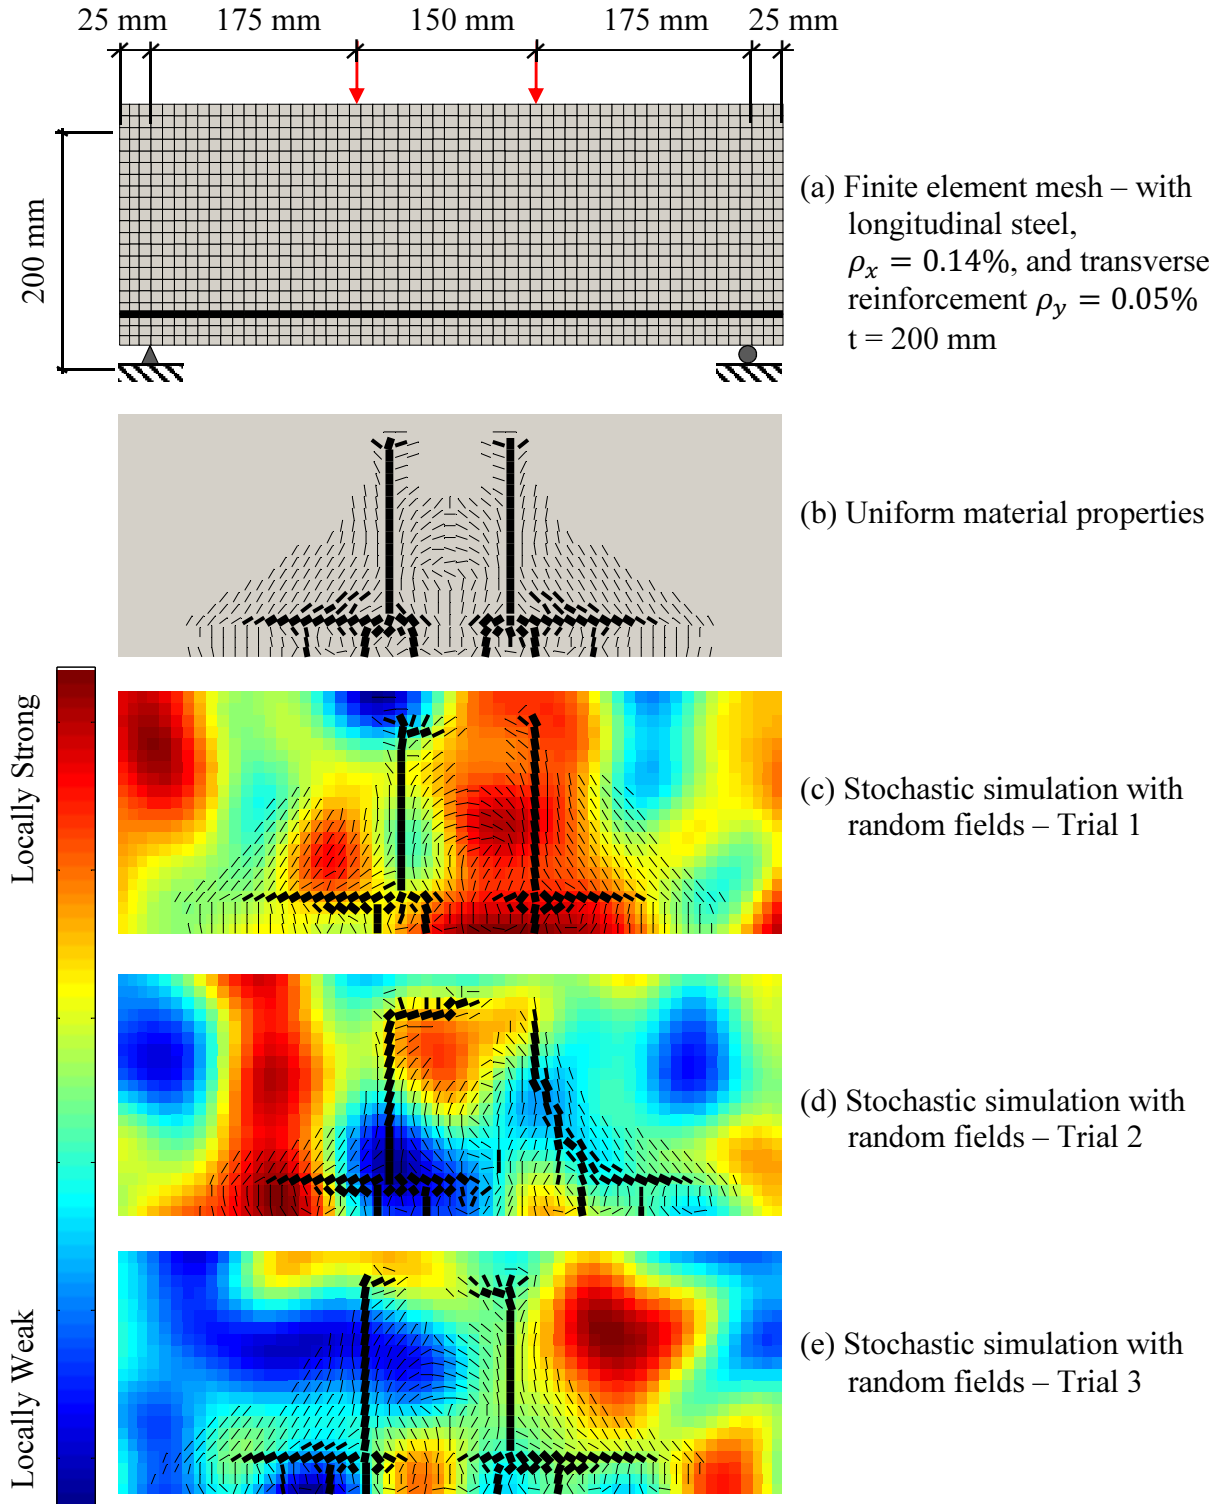 25 mm 175 mm 150 mm 175 mm 25 mm
200 mm
(a) Finite element mesh – with
longitudinal steel,
𝜌𝑥 = 0.14%, and transverse
reinforcement 𝜌𝑦 = 0.05%
t = 200 mm
(b) Uniform material properties
Locally Strong
(c) Stochastic simulation with
random fields – Trial 1
(d) Stochastic simulation with
random fields – Trial 2
Locally Weak
(e) Stochastic simulation with
random fields – Trial 3